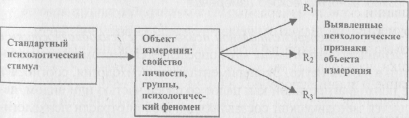 Стандартный
психологический
стимул
Объект
измерения:
свойство
личности,
группы,
психологичес-
кий феномен
R1
R2
R3
Выявленные
психологические
признаки
объекта
измерения